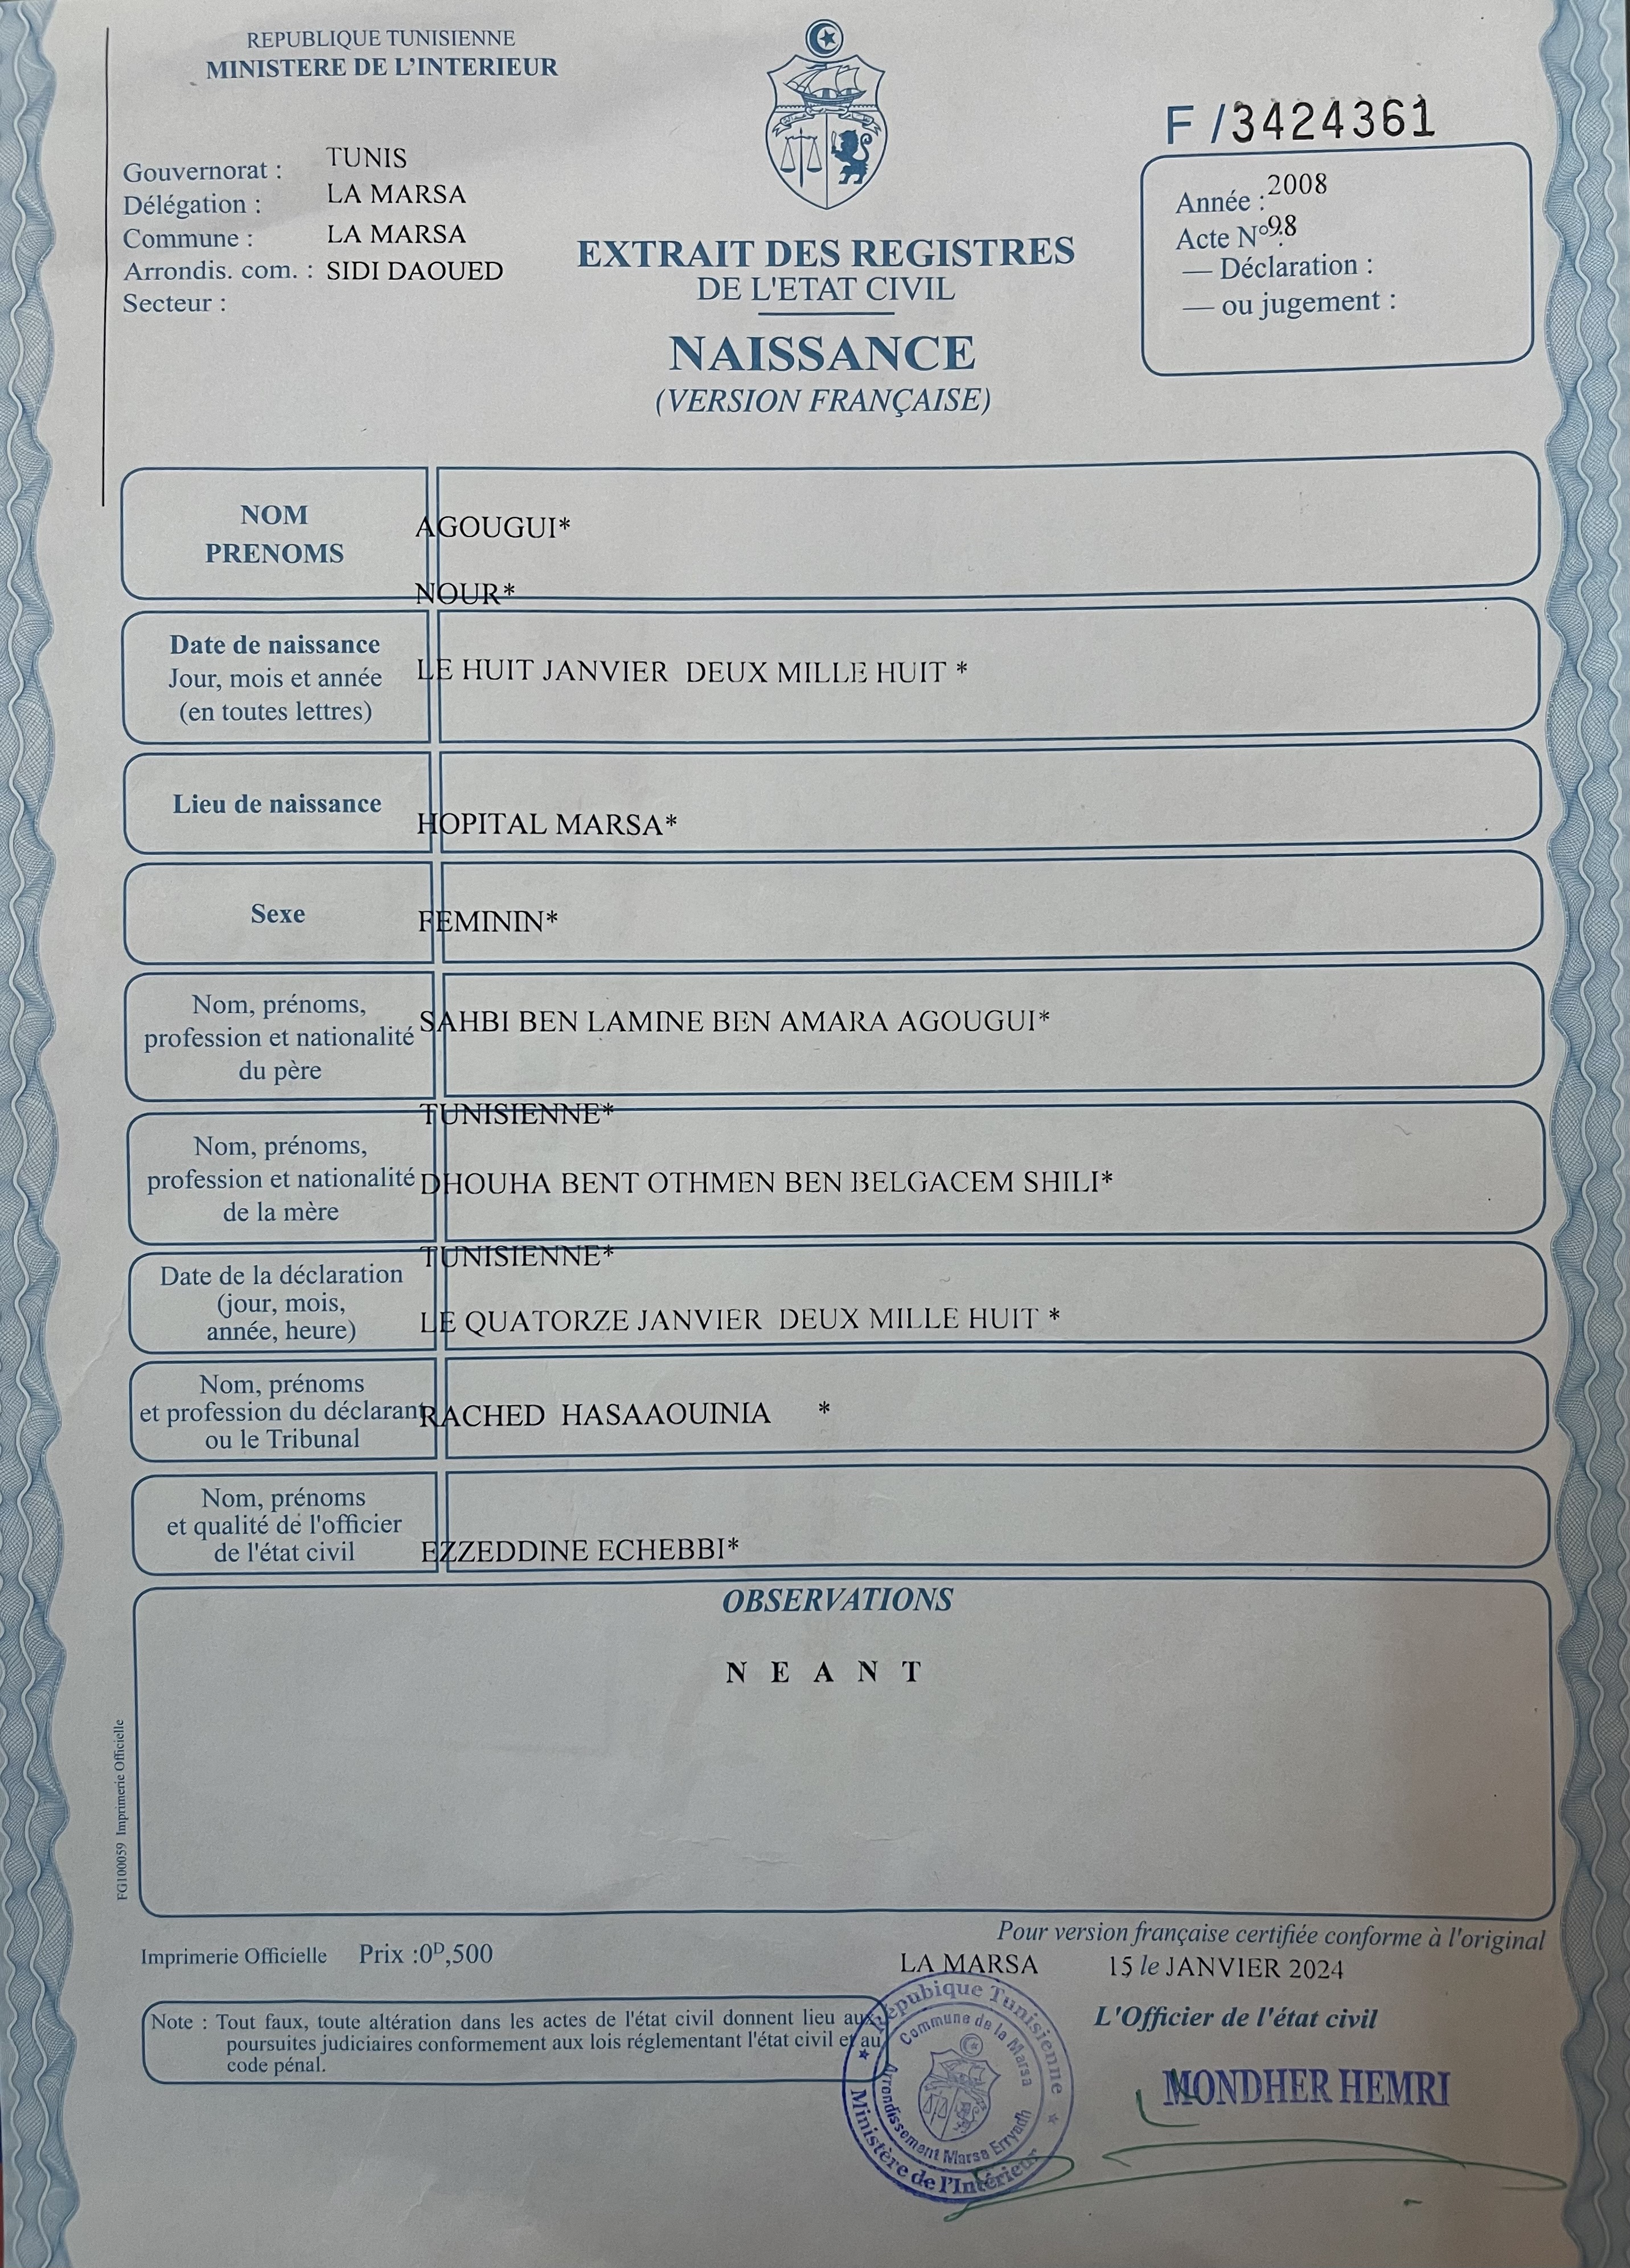 REPUBLIQUE TUNISIENNE
MINISTERE DE L'INTERIEUR
Gouvernorat : TUNIS
Délégation : LA MARSA
Commune : LA MARSA
Arrondis. com. : SIDI DAOUED
Secteur :
EXTRAIT DES REGISTRES
DE L'ETAT CIVIL
NAISSANCE
(VERSION FRANÇAISE)
F /3424361
Année : 2008
Acte N° 98
— Déclaration :
— ou jugement :
NOM
PRENOMS
AGOUGUI*
NOUR*
Date de naissance
Jour, mois et année
(en toutes lettres)
LE HUIT JANVIER DEUX MILLE HUIT *
Lieu de naissance
HOPITAL MARSA*
Sexe
FEMININ*
Nom, prénoms,
profession et nationalité
du père
SAHBI BEN LAMINE BEN AMARA AGOUGUI*
TUNISIENNE*
Nom, prénoms,
profession et nationalité
de la mère
DHOUHA BENT OTHMEN BEN BELGACEM SHILI*
TUNISIENNE*
Date de la déclaration
(jour, mois,
année, heure)
LE QUATORZE JANVIER DEUX MILLE HUIT *
Nom, prénoms
et profession du déclarant
ou le Tribunal
RACHED HASAAOUINIA *
Nom, prénoms
et qualité de l'officier
de l'état civil
EZZEDDINE ECHEBBI*
OBSERVATIONS
N E A N T
FG100059 Imprimerie Officielle
Imprimerie Officielle Prix :0ᴰ,500
Pour version française certifiée conforme à l'original
LA MARSA 15 le JANVIER 2024
L'Officier de l'état civil
MONDHER HEMRI
Note : Tout faux, toute altération dans les actes de l'état civil donnent lieu aux
poursuites judiciaires conformement aux lois réglementant l'état civil et au
code pénal.
Répubique Tunisienne
Commune de la Marsa
Arrondissement Marsa Erryadh
Ministère de l'Intérieur